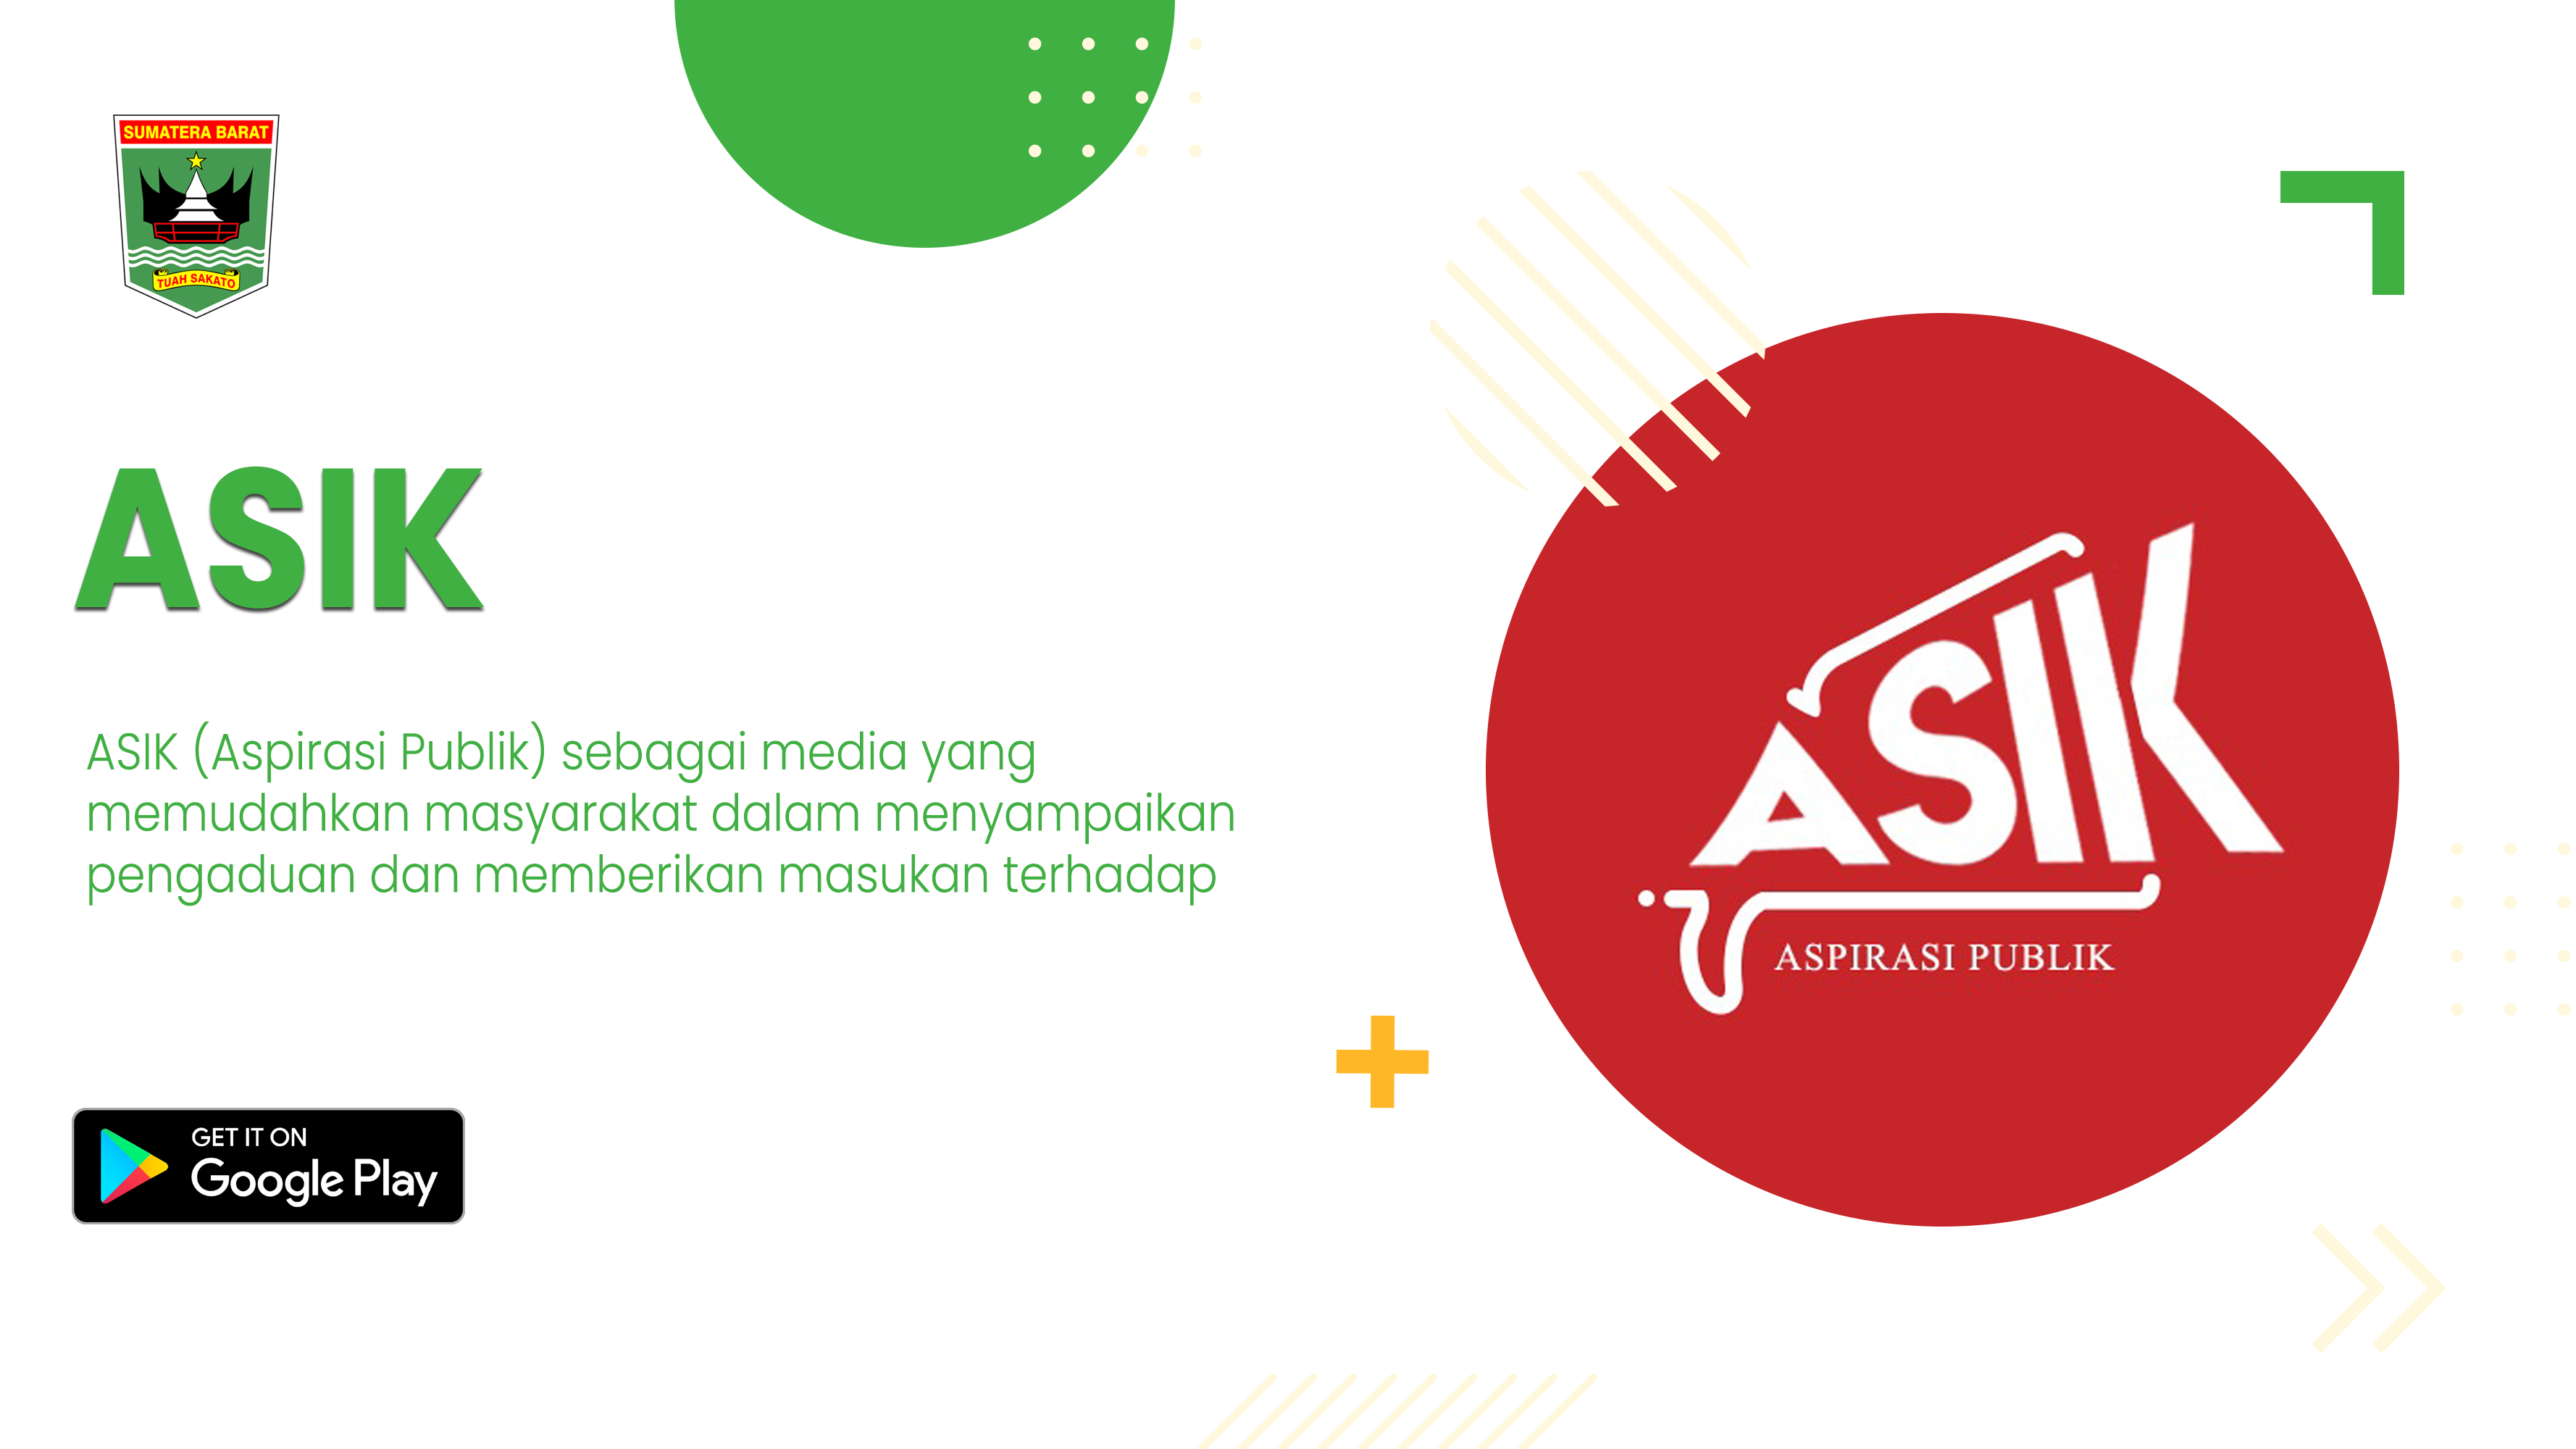 SUMATERA BARAT
TUAH SAKATO
ASIK
ASIK (Aspirasi Publik) sebagai media yang
memudahkan masyarakat dalam menyampaikan
pengaduan dan memberikan masukan terhadap
GET IT ON
Google Play
ASIK
ASPIRASI PUBLIK